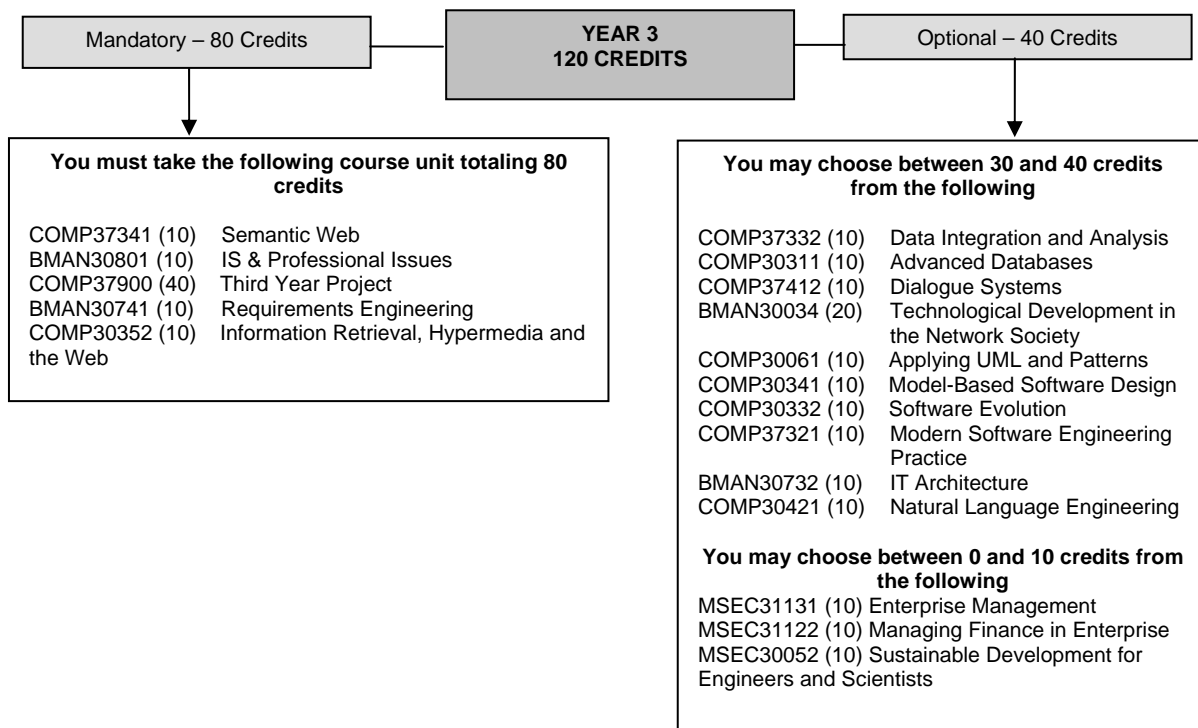 Mandatory – 80 Credits
YEAR 3
120 CREDITS
Optional – 40 Credits
You must take the following course unit totaling 80
credits
COMP37341 (10) Semantic Web
BMAN30801 (10) IS & Professional Issues
COMP37900 (40) Third Year Project
BMAN30741 (10) Requirements Engineering
COMP30352 (10) Information Retrieval, Hypermedia and
the Web
You may choose between 30 and 40 credits
from the following
COMP37332 (10) Data Integration and Analysis
COMP30311 (10) Advanced Databases
COMP37412 (10) Dialogue Systems
BMAN30034 (20) Technological Development in
the Network Society
COMP30061 (10) Applying UML and Patterns
COMP30341 (10) Model-Based Software Design
COMP30332 (10) Software Evolution
COMP37321 (10) Modern Software Engineering
Practice
BMAN30732 (10) IT Architecture
COMP30421 (10) Natural Language Engineering
You may choose between 0 and 10 credits from
the following
MSEC31131 (10) Enterprise Management
MSEC31122 (10) Managing Finance in Enterprise
MSEC30052 (10) Sustainable Development for
Engineers and Scientists